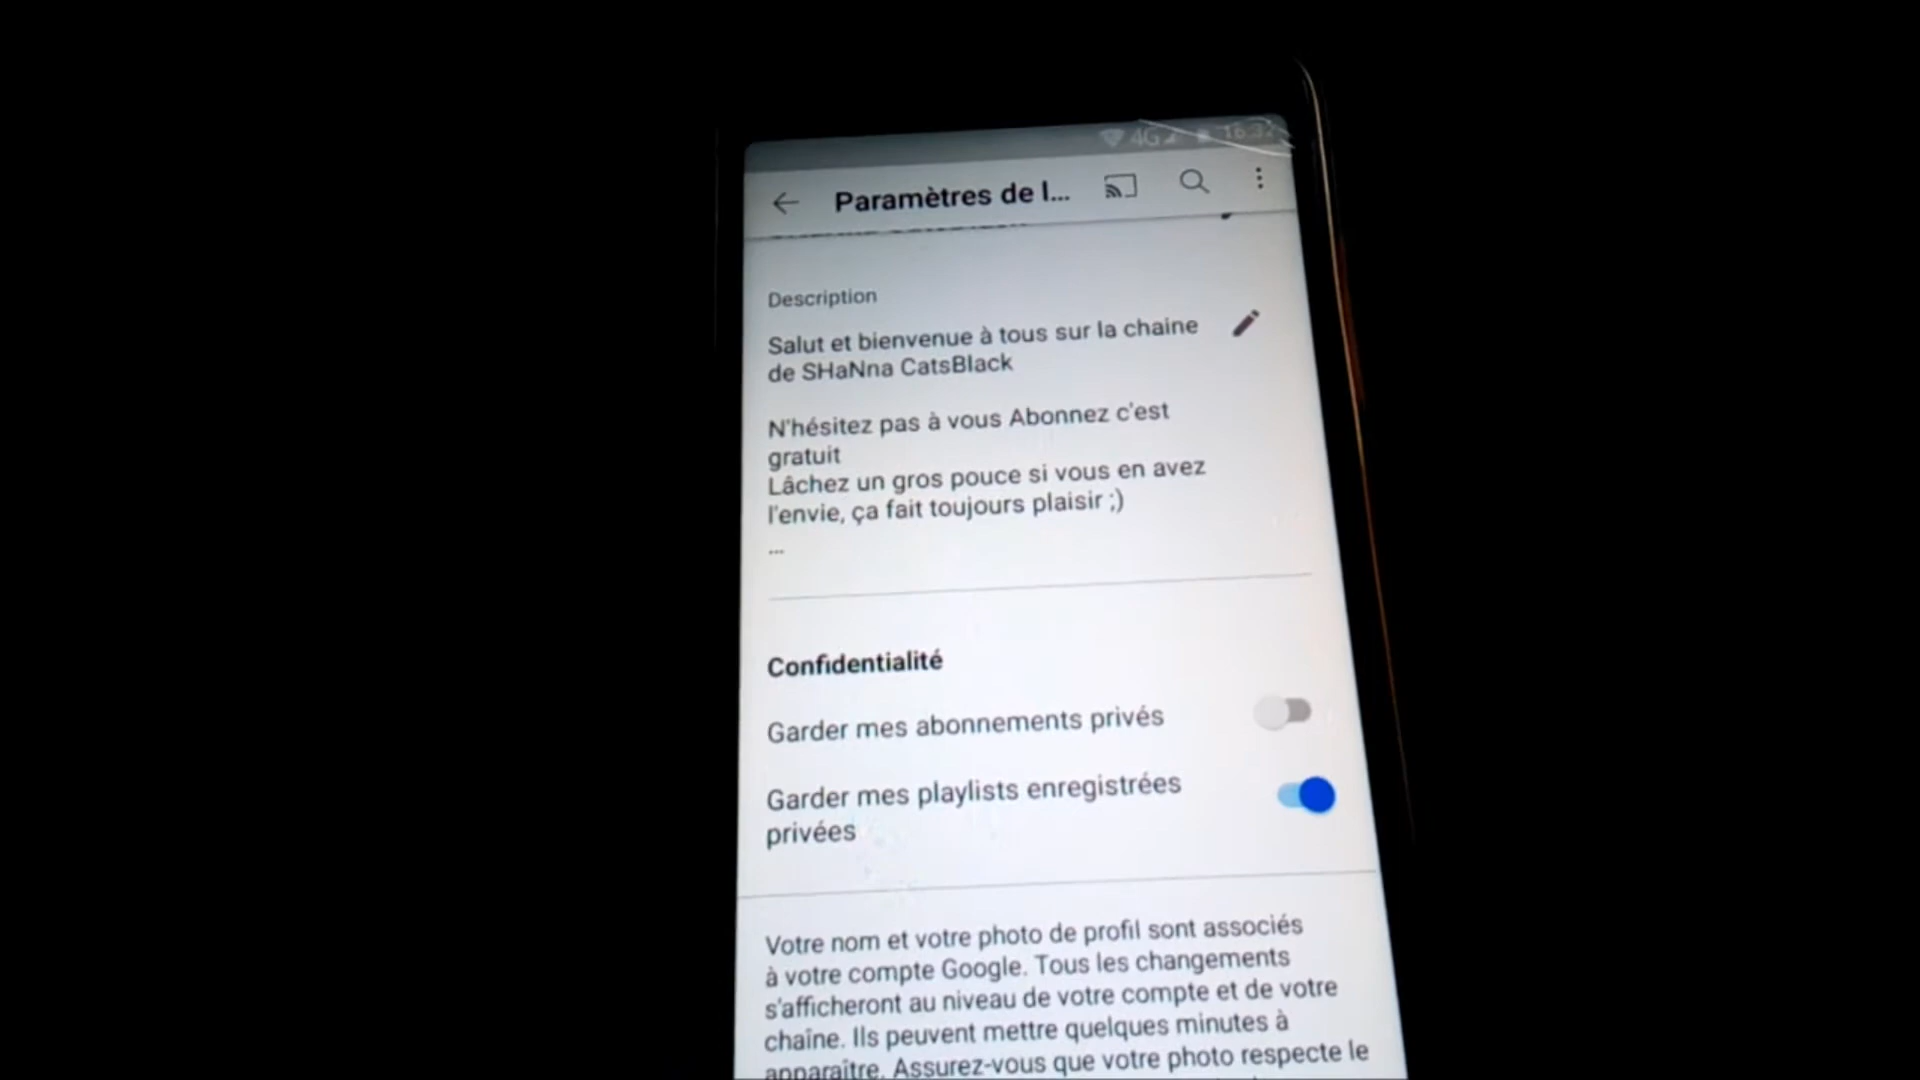 4G 16:32
Paramètres de l...
Description
Salut et bienvenue à tous sur la chaine
de SHaNna CatsBlack
N'hésitez pas à vous Abonnez c'est
gratuit
Lâchez un gros pouce si vous en avez
l'envie, ça fait toujours plaisir ;)
...
Confidentialité
Garder mes abonnements privés
Garder mes playlists enregistrées
privées
Votre nom et votre photo de profil sont associés
à votre compte Google. Tous les changements
s'afficheront au niveau de votre compte et de votre
chaîne. Ils peuvent mettre quelques minutes à
apparaître. Assurez-vous que votre photo respecte le